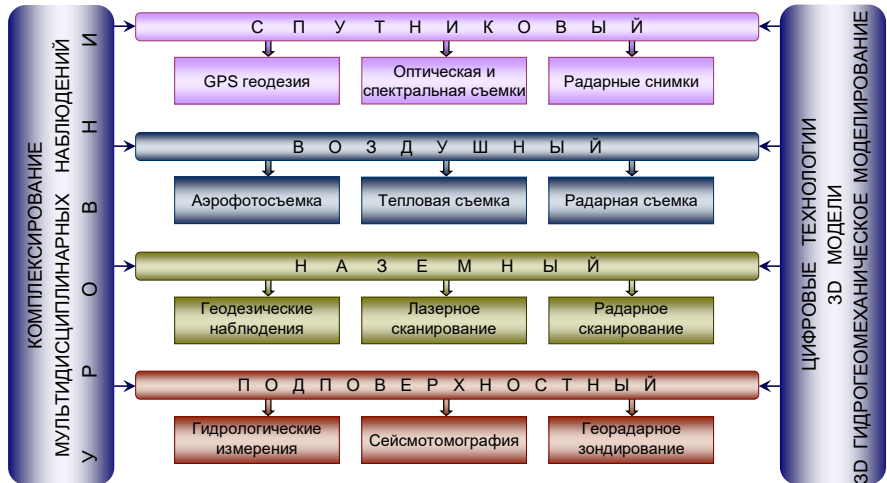 КОМПЛЕКСИРОВАНИЕ
МУЛЬТИДИСЦИПЛИНАРНЫХ НАБЛЮДЕНИЙ
У Р О В Н И
С П У Т Н И К О В Ы Й
GPS геодезия
Оптическая и
спектральная съемки
Радарные снимки
В О З Д У Ш Н Ы Й
Аэрофотосъемка
Тепловая съемка
Радарная съемка
Н А З Е М Н Ы Й
Геодезические
наблюдения
Лазерное
сканирование
Радарное
сканирование
П О Д П О В Е Р Х Н О С Т Н Ы Й
Гидрологические
измерения
Сейсмотомография
Георадарное
зондирование
ЦИФРОВЫЕ ТЕХНОЛОГИИ
3D МОДЕЛИ
3D ГИДРОГЕОМЕХАНИЧЕСКОЕ МОДЕЛИРОВАНИЕ